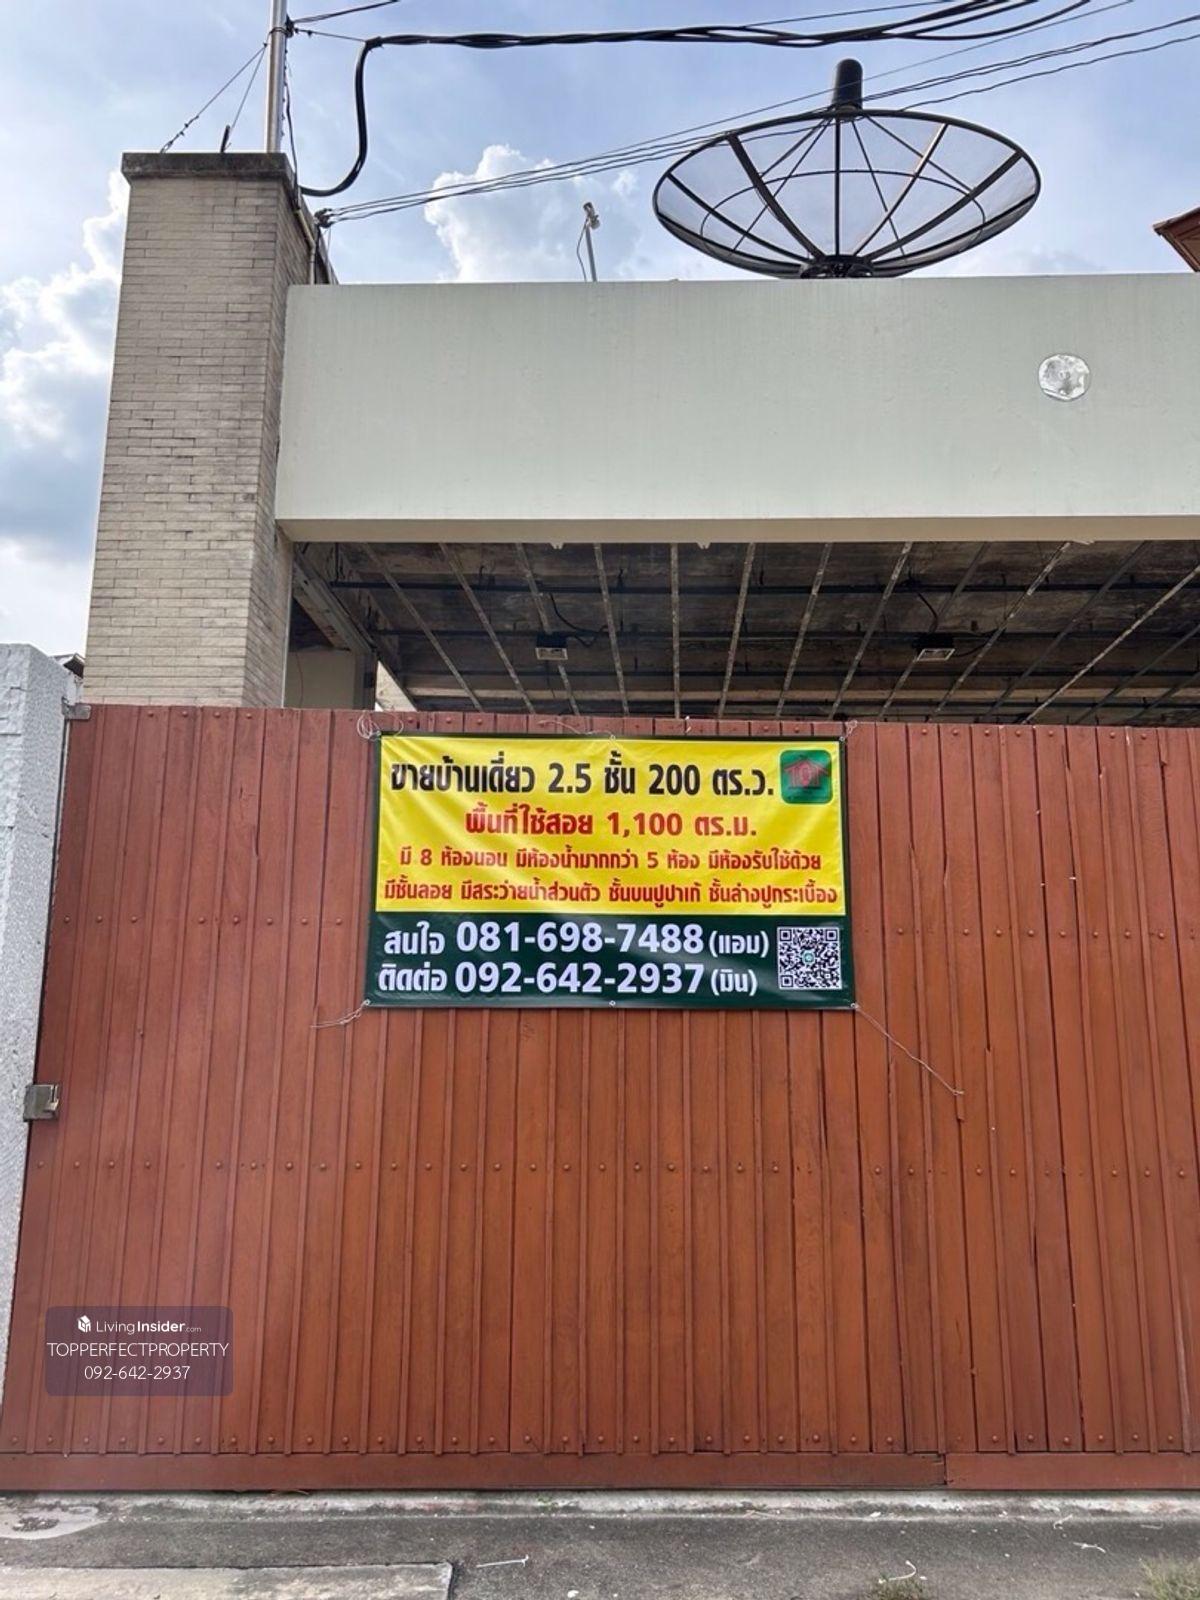 ขายบ้านเดี่ยว 2.5 ชั้น 200 ตร.ว.
พื้นที่ใช้สอย 1,100 ตร.ม.
มี 8 ห้องนอน มีห้องน้ำมากกว่า 5 ห้อง มีห้องรับใช้ด้วย
มีชั้นลอย มีสระว่ายน้ำส่วนตัว ชั้นบนปูปาเก้ ชั้นล่างปูกระเบื้อง
สนใจ 081-698-7488 (แอม)
ติดต่อ 092-642-2937 (มิน)
LivingInsider.com
TOPPERFECTPROPERTY
092-642-2937